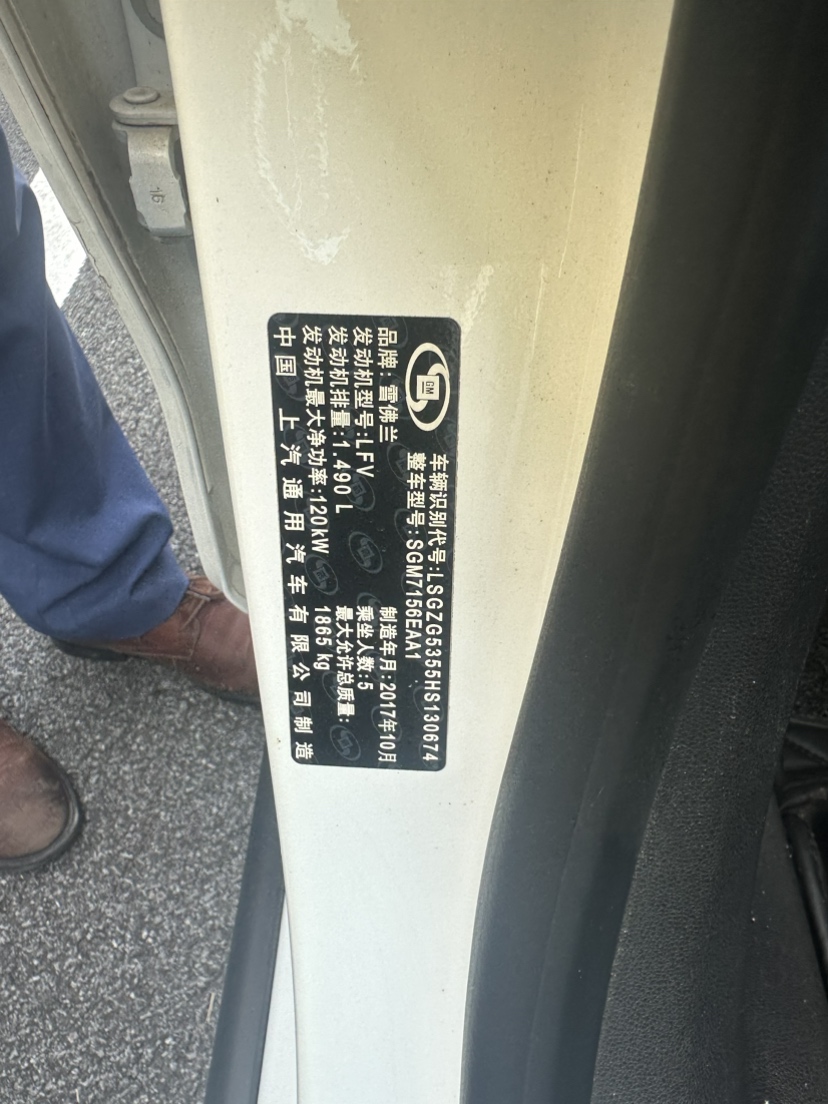 GM
车辆识别代号:LSGZG5355HS130674
整车型号:SGM7156EAA1
品牌:雪佛兰 制造年月:2017年10月
发动机型号:LFV 乘坐人数:5
发动机排量:1.490 L 最大允许总质量:
发动机最大净功率:120kW 1865 kg
中国 上汽通用汽车有限公司制造